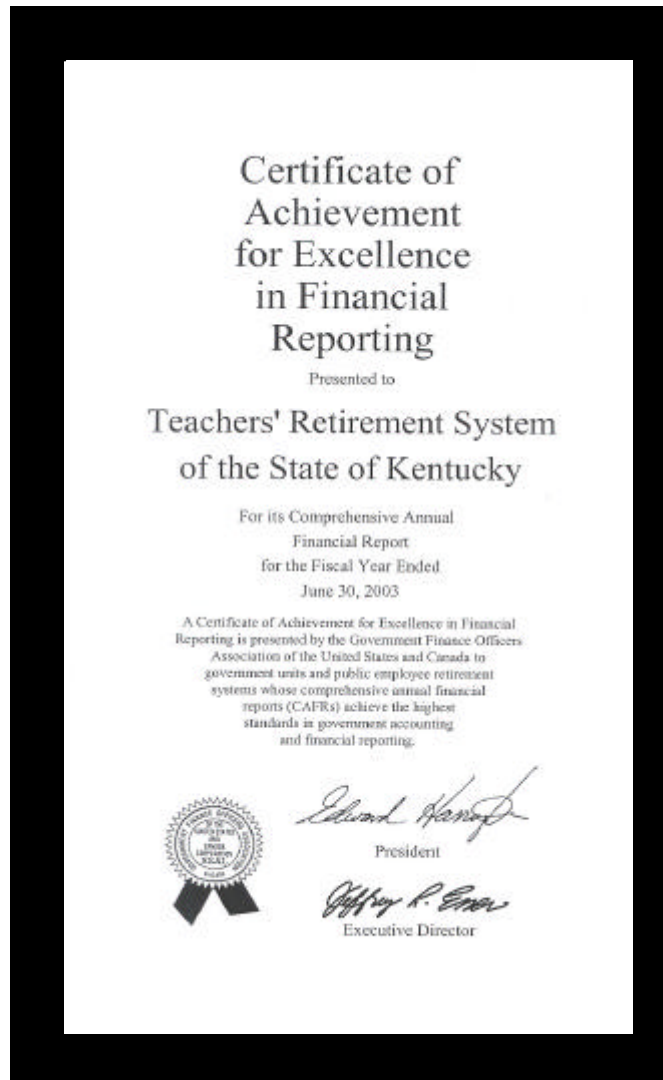 Certificate of
Achievement
for Excellence
in Financial
Reporting
Presented to
Teachers' Retirement System
of the State of Kentucky
For its Comprehensive Annual
Financial Report
for the Fiscal Year Ended
June 30, 2003
A Certificate of Achievement for Excellence in Financial
Reporting is presented by the Government Finance Officers
Association of the United States and Canada to
government units and public employee retirement
systems whose comprehensive annual financial
reports (CAFRs) achieve the highest
standards in government accounting
and financial reporting.
Edward
President
Jeffrey R.
Executive Director